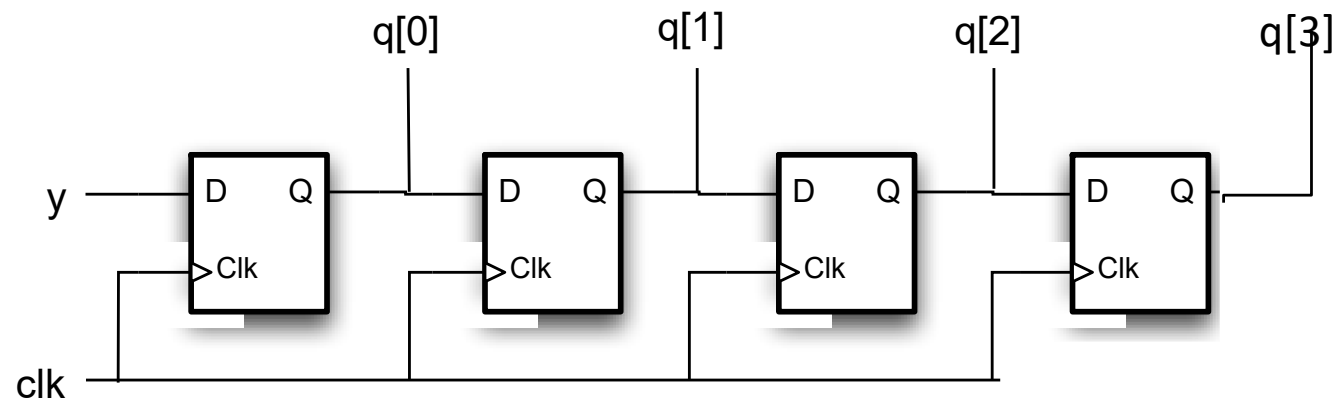 q[0] q[1] q[2] q[3]
y D Q D Q D Q D Q
Clk Clk Clk Clk
clk